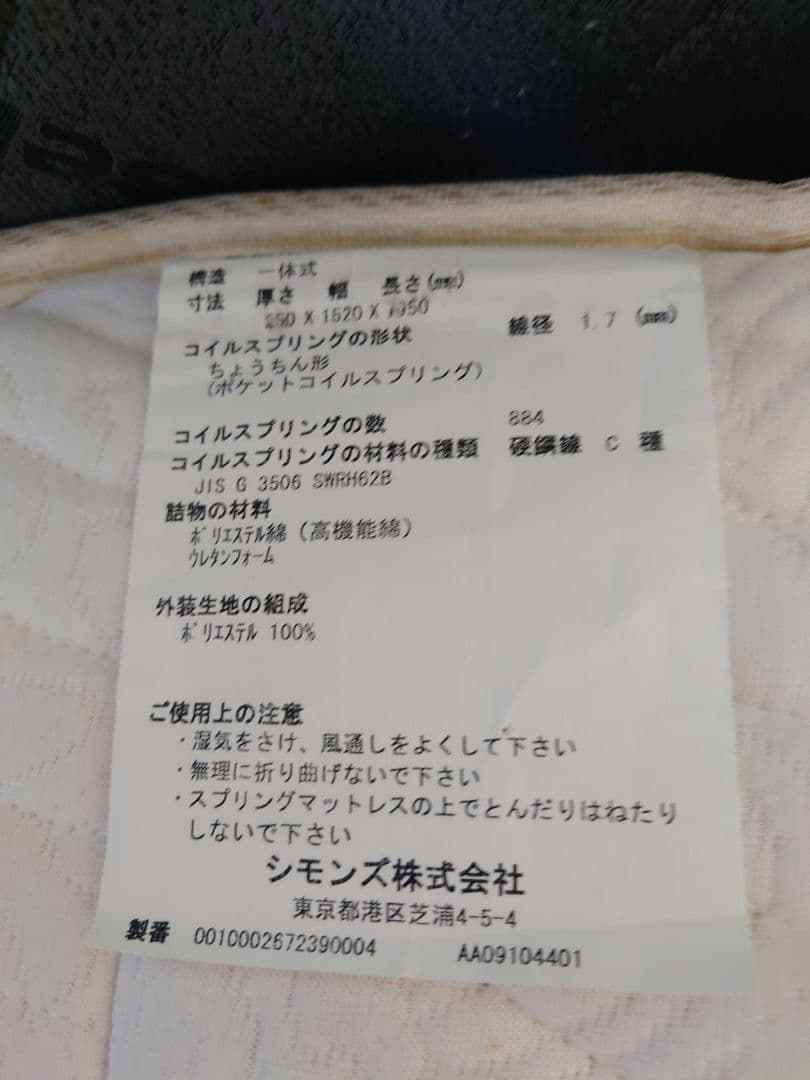 構造 一体式
寸法 厚さ 幅 長さ(mm)
X 1520 X 1950
線径 1.7 (mm)
コイルスプリングの形状
ちょうちん形
(ポケットコイルスプリング)
コイルスプリングの数 884
コイルスプリングの材料の種類 硬鋼線 C 種
JIS G 3506 SWRH62B
詰物の材料
ﾎﾟﾘｴｽﾃﾙ綿 (高機能綿)
ｳﾚﾀﾝﾌｫｰﾑ
外装生地の組成
ﾎﾟﾘｴｽﾃﾙ 100%
ご使用上の注意
・湿気をさけ、風通しをよくして下さい
・無理に折り曲げないで下さい
・スプリングマットレスの上でとんだりはねたり
しないで下さい
シモンズ株式会社
東京都港区芝浦4-5-4
製番 0010002672390004 AA09104401